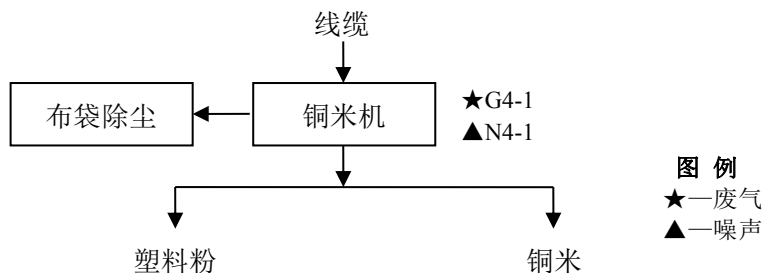 线缆
布袋除尘
铜米机
★G4-1
▲N4-1
图 例
★—废气
▲—噪声
塑料粉
铜米